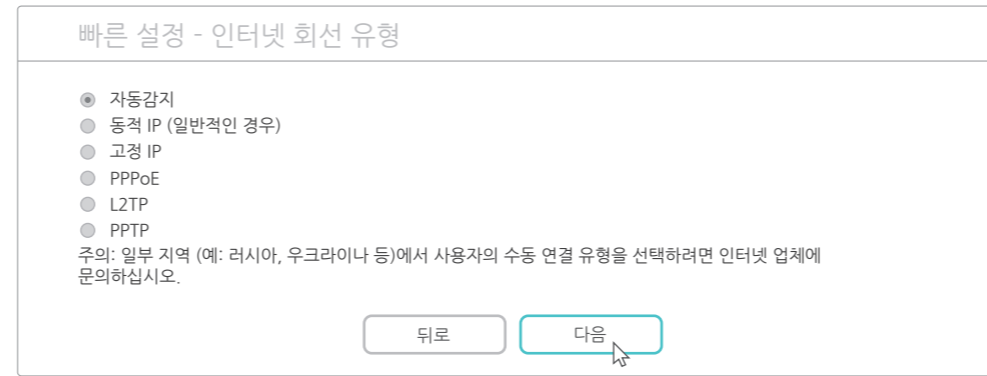 빠른 설정 - 인터넷 회선 유형
자동감지
동적 IP (일반적인 경우)
고정 IP
PPPoE
L2TP
PPTP
주의: 일부 지역 (예: 러시아, 우크라이나 등)에서 사용자의 수동 연결 유형을 선택하려면 인터넷 업체에
문의하십시오.
뒤로
다음